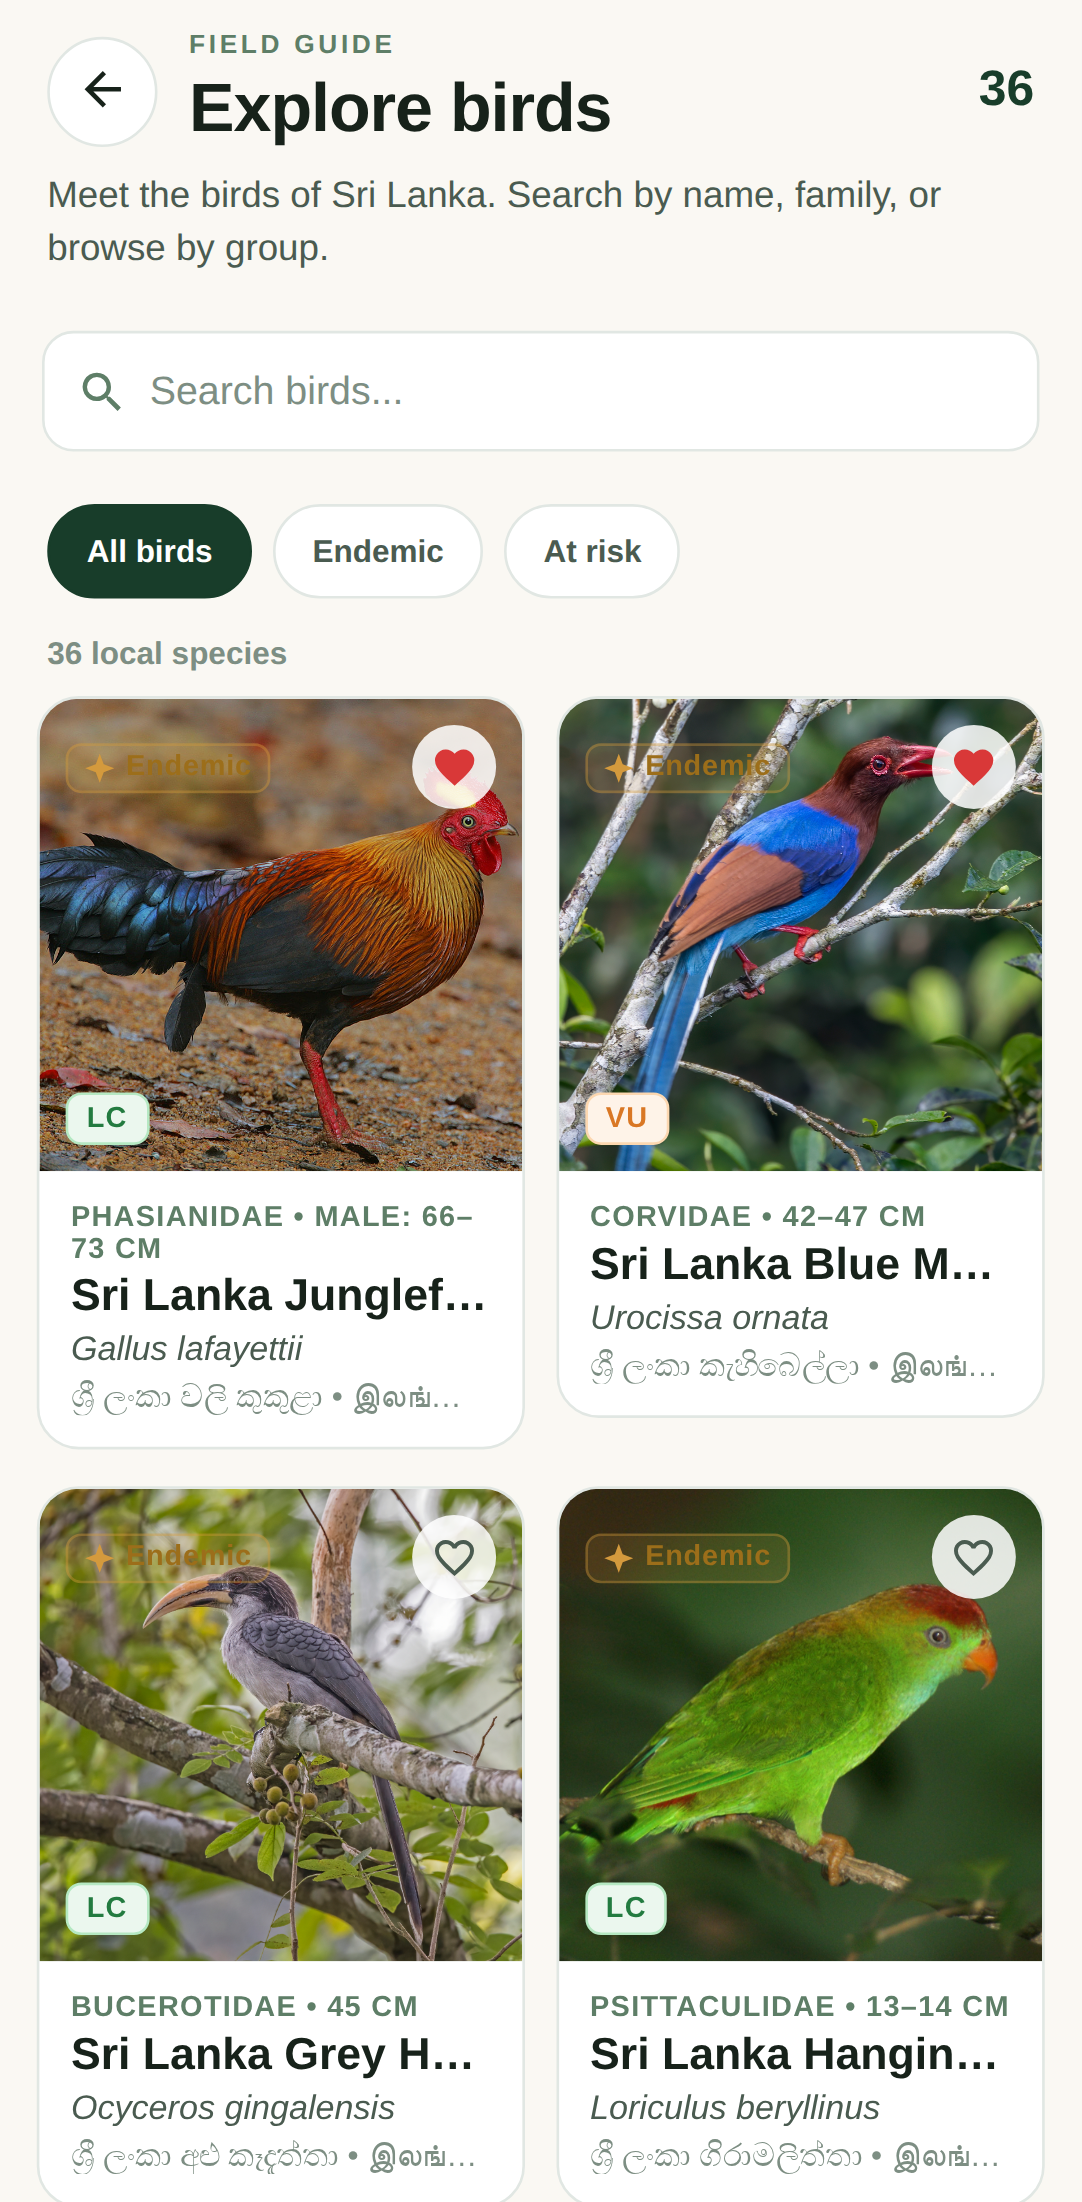 FIELD GUIDE
Explore birds
36
Meet the birds of Sri Lanka. Search by name, family, or
browse by group.
Search birds...
All birds
Endemic
At risk
36 local species
Endemic
LC
PHASIANIDAE • MALE: 66–
73 CM
Sri Lanka Junglef...
Gallus lafayettii
ශ්‍රී ලංකා වලි කුකුළා • இலங்...
Endemic
VU
CORVIDAE • 42–47 CM
Sri Lanka Blue M...
Urocissa ornata
ශ්‍රී ලංකා කැහිබෙල්ලා • இலங்...
Endemic
LC
BUCEROTIDAE • 45 CM
Sri Lanka Grey H...
Ocyceros gingalensis
ශ්‍රී ලංකා අළු කෑදැත්තා • இலங்...
Endemic
LC
PSITTACULIDAE • 13–14 CM
Sri Lanka Hangin...
Loriculus beryllinus
ශ්‍රී ලංකා ගිරාමලිත්තා • இலங்...